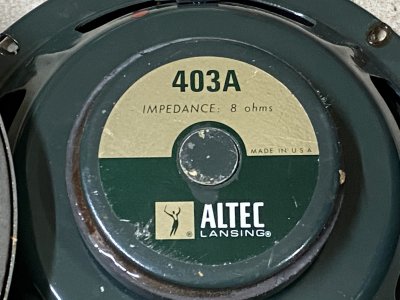 403A
IMPEDANCE: 8 ohms
MADE IN U S A
ALTEC
® LANSING®